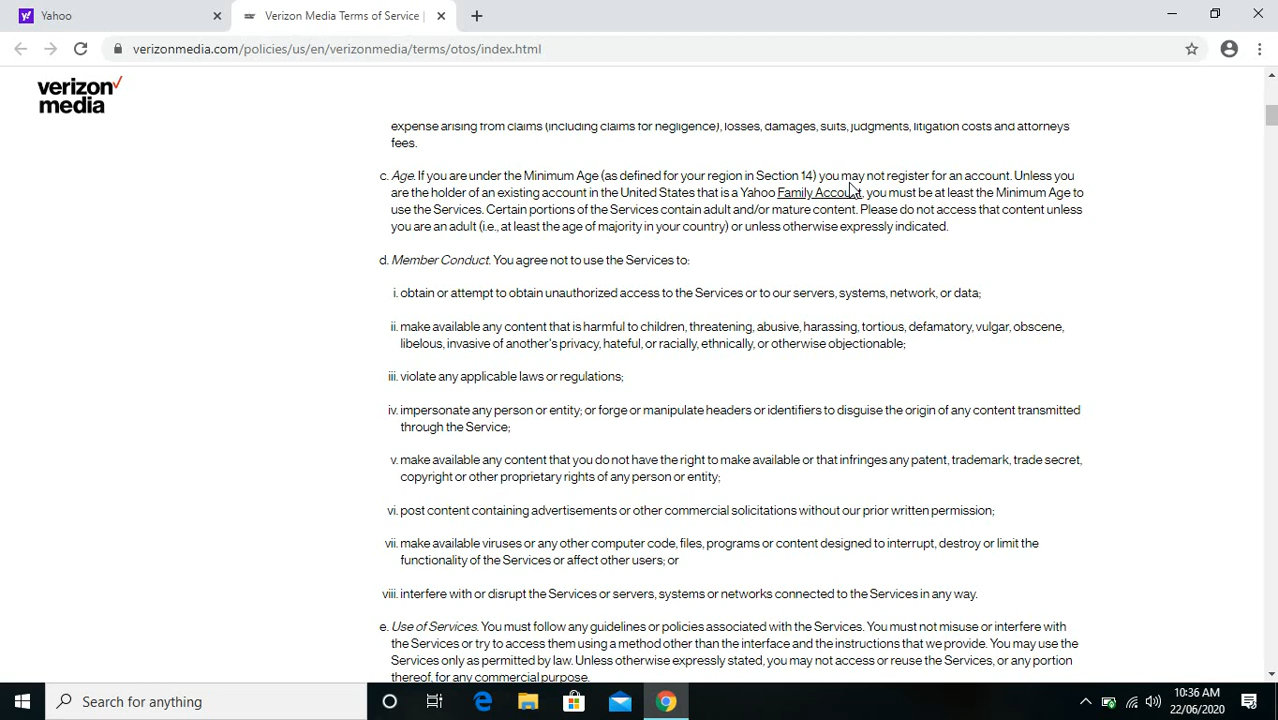 Yahoo
Verizon Media Terms of Service |
verizonmedia.com/policies/us/en/verizonmedia/terms/otos/index.html
verizon
media
expense arising from claims (including claims for negligence), losses, damages, suits, judgments, litigation costs and attorneys
fees.
c. Age. If you are under the Minimum Age (as defined for your region in Section 14) you may not register for an account. Unless you
are the holder of an existing account in the United States that is a Yahoo Family Account, you must be at least the Minimum Age to
use the Services. Certain portions of the Services contain adult and/or mature content. Please do not access that content unless
you are an adult (i.e., at least the age of majority in your country) or unless otherwise expressly indicated.
d. Member Conduct. You agree not to use the Services to:
i. obtain or attempt to obtain unauthorized access to the Services or to our servers, systems, network, or data;
ii. make available any content that is harmful to children, threatening, abusive, harassing, tortious, defamatory, vulgar, obscene,
libelous, invasive of another's privacy, hateful, or racially, ethnically, or otherwise objectionable;
iii. violate any applicable laws or regulations;
iv. impersonate any person or entity; or forge or manipulate headers or identifiers to disguise the origin of any content transmitted
through the Service;
v. make available any content that you do not have the right to make available or that infringes any patent, trademark, trade secret,
copyright or other proprietary rights of any person or entity;
vi. post content containing advertisements or other commercial solicitations without our prior written permission;
vii. make available viruses or any other computer code, files, programs or content designed to interrupt, destroy or limit the
functionality of the Services or affect other users; or
viii. interfere with or disrupt the Services or servers, systems or networks connected to the Services in any way.
e. Use of Services. You must follow any guidelines or policies associated with the Services. You must not misuse or interfere with
the Services or try to access them using a method other than the interface and the instructions that we provide. You may use the
Services only as permitted by law. Unless otherwise expressly stated, you may not access or reuse the Services, or any portion
thereof, for any commercial purpose.
Search for anything
10:36 AM
22/06/2020